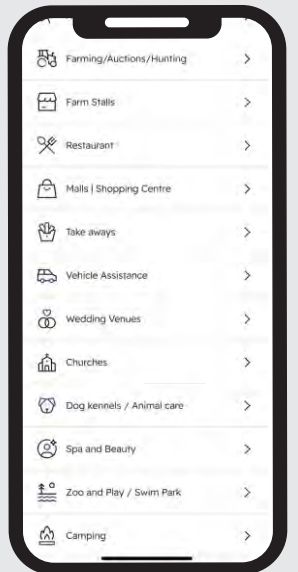 Farming/Auctions/Hunting
Farm Stalls
Restaurant
Malls | Shopping Centre
Take aways
Vehicle Assistance
Wedding Venues
Churches
Dog kennels / Animal care
Spa and Beauty
Zoo and Play / Swim Park
Camping